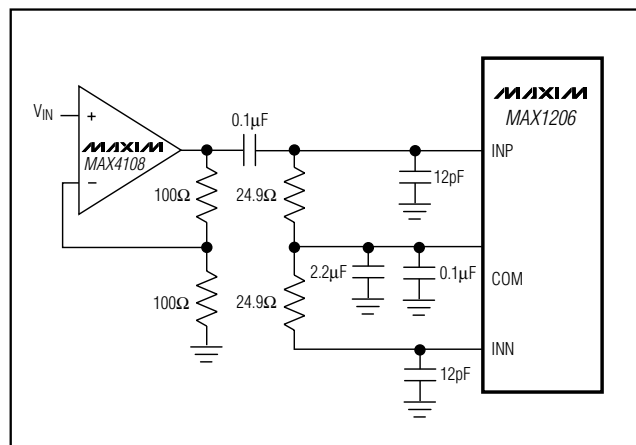 MAXIM
MAX1206
0.1µF
VIN
+
MAXIM
MAX4108
INP
12pF
−
100Ω
24.9Ω
2.2µF
0.1µF
COM
100Ω
24.9Ω
INN
12pF